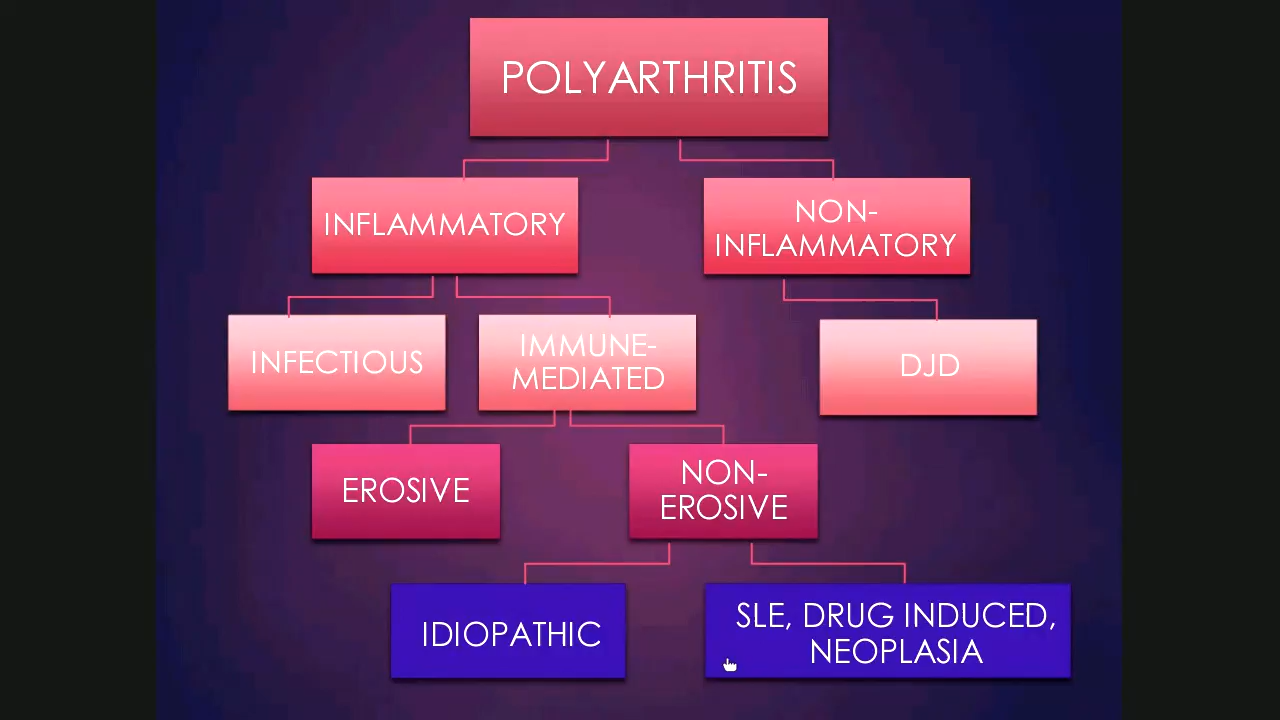 POLYARTHRITIS
INFLAMMATORY
NON-
INFLAMMATORY
INFECTIOUS
IMMUNE-
MEDIATED
DJD
EROSIVE
NON-
EROSIVE
IDIOPATHIC
SLE, DRUG INDUCED,
NEOPLASIA